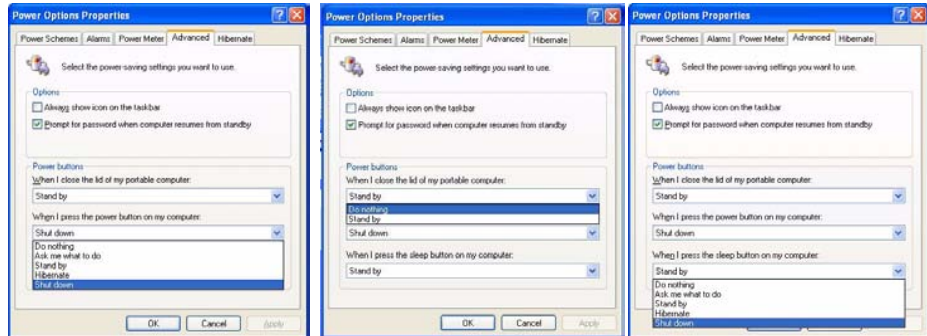 Power Options Properties
Power Schemes Alarms Power Meter Advanced Hibernate
Select the power-saving settings you want to use.
Options
Always show icon on the taskbar
Prompt for password when computer resumes from standby
Power buttons
When I close the lid of my portable computer:
Stand by
When I press the power button on my computer:
Shut down
Do nothing
Ask me what to do
Stand by
Hibernate
Shut down
OK Cancel Apply
Power Options Properties
Power Schemes Alarms Power Meter Advanced Hibernate
Select the power-saving settings you want to use.
Options
Always show icon on the taskbar
Prompt for password when computer resumes from standby
Power buttons
When I close the lid of my portable computer:
Stand by
Do nothing
Stand by
Shut down
When I press the sleep button on my computer:
Stand by
OK Cancel Apply
Power Options Properties
Power Schemes Alarms Power Meter Advanced Hibernate
Select the power-saving settings you want to use.
Options
Always show icon on the taskbar
Prompt for password when computer resumes from standby
Power buttons
When I close the lid of my portable computer:
Stand by
When I press the power button on my computer:
Shut down
When I press the sleep button on my computer:
Stand by
Do nothing
Ask me what to do
Stand by
Hibernate
Shut down